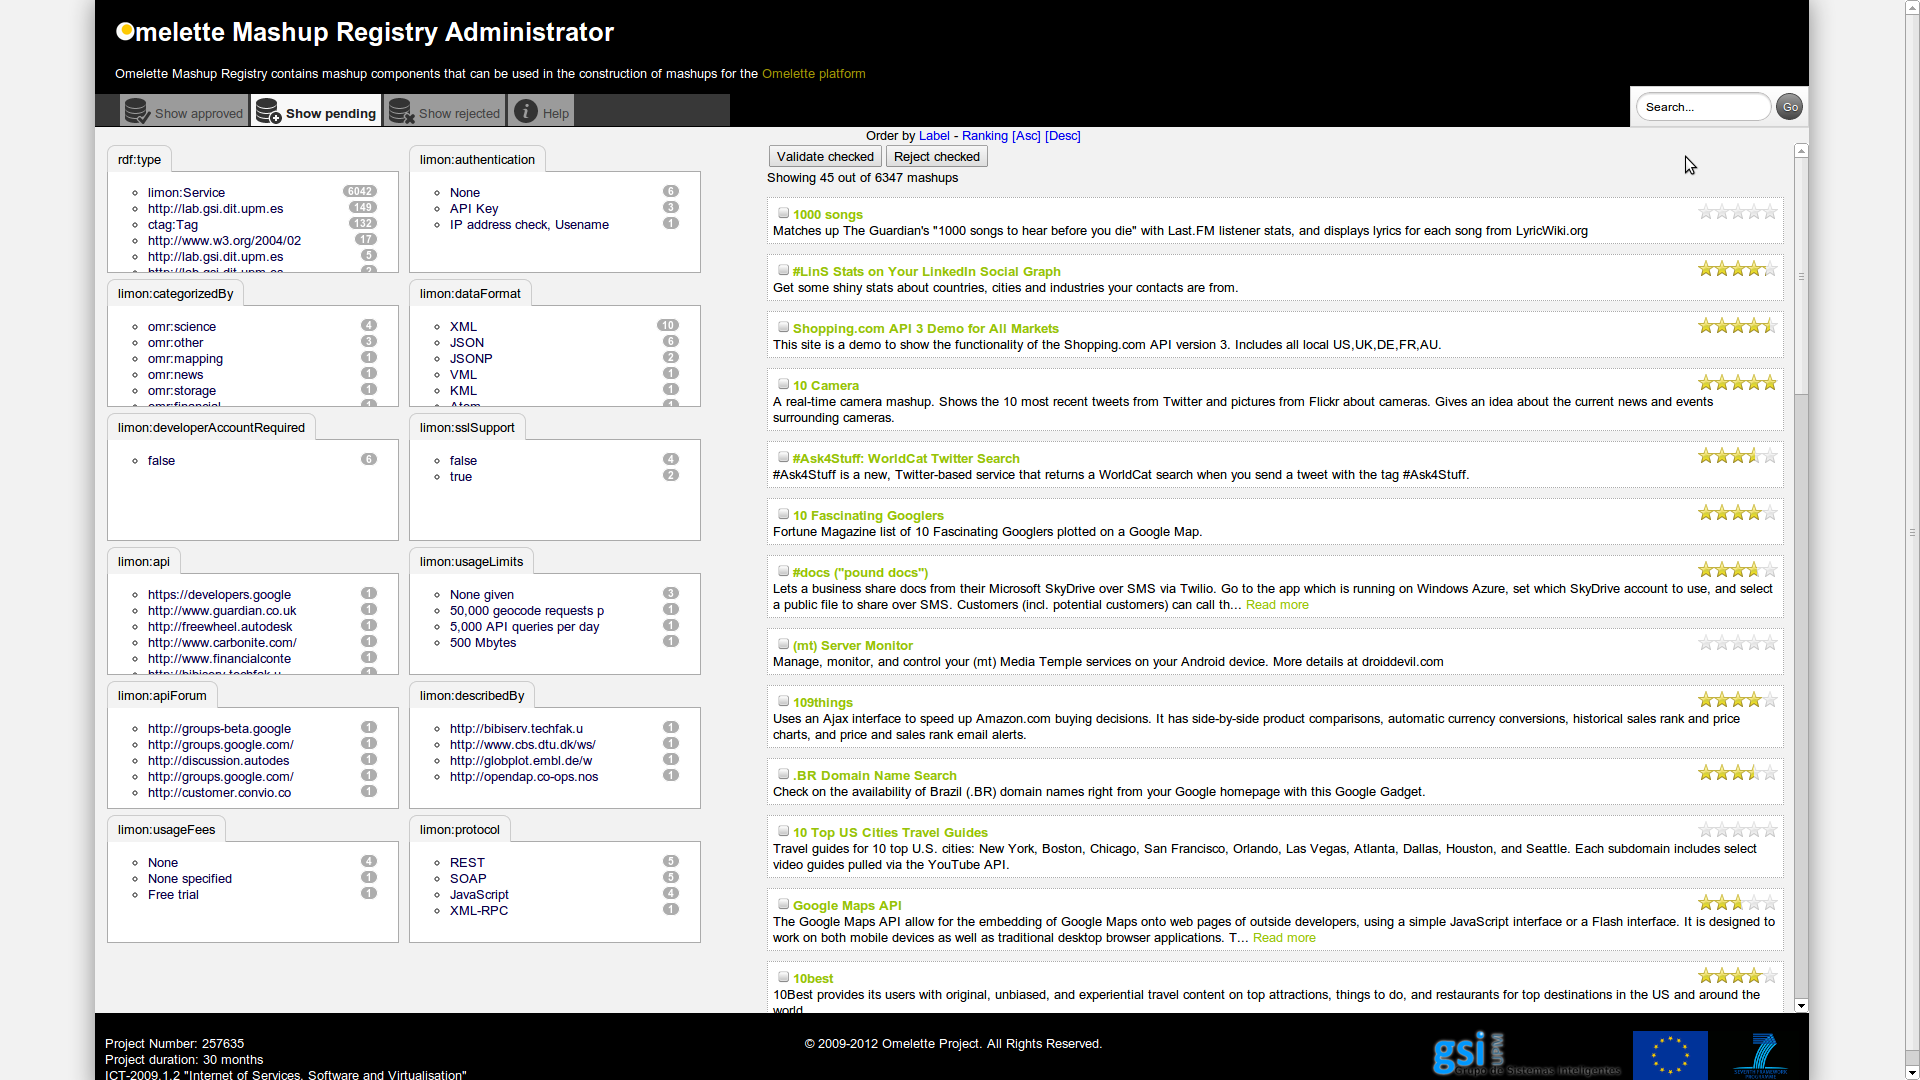 Omelette Mashup Registry Administrator
Omelette Mashup Registry contains mashup components that can be used in the construction of mashups for the Omelette platform
Show approved
Show pending
Show rejected
Help
Search...
Go
rdf:type
limon:Service 6042
http://lab.gsi.dit.upm.es 149
ctag:Tag 132
http://www.w3.org/2004/02 17
http://lab.gsi.dit.upm.es 5
http://lab.gsi.dit.upm.es 2
limon:authentication
None 6
API Key 3
IP address check, Usename 1
limon:categorizedBy
omr:science 4
omr:other 3
omr:mapping 1
omr:news 1
omr:storage 1
omr:financial 1
limon:dataFormat
XML 10
JSON 6
JSONP 2
VML 1
KML 1
Atom 1
limon:developerAccountRequired
false 6
limon:sslSupport
false 4
true 2
limon:api
https://developers.google 1
http://www.guardian.co.uk 1
http://freewheel.autodesk 1
http://www.carbonite.com/ 1
http://www.financialconte 1
http://bibiserv.techfak.u 1
limon:usageLimits
None given 3
50,000 geocode requests p 1
5,000 API queries per day 1
500 Mbytes 1
limon:apiForum
http://groups-beta.google 1
http://groups.google.com/ 1
http://discussion.autodes 1
http://groups.google.com/ 1
http://customer.convio.co 1
limon:describedBy
http://bibiserv.techfak.u 1
http://www.cbs.dtu.dk/ws/ 1
http://globplot.embl.de/w 1
http://opendap.co-ops.nos 1
limon:usageFees
None 4
None specified 1
Free trial 1
limon:protocol
REST 5
SOAP 5
JavaScript 4
XML-RPC 1
Order by Label - Ranking [Asc] [Desc]
Validate checked Reject checked
Showing 45 out of 6347 mashups
1000 songs
Matches up The Guardian's "1000 songs to hear before you die" with Last.FM listener stats, and displays lyrics for each song from LyricWiki.org
#LinS Stats on Your LinkedIn Social Graph
Get some shiny stats about countries, cities and industries your contacts are from.
Shopping.com API 3 Demo for All Markets
This site is a demo to show the functionality of the Shopping.com API version 3. Includes all local US,UK,DE,FR,AU.
10 Camera
A real-time camera mashup. Shows the 10 most recent tweets from Twitter and pictures from Flickr about cameras. Gives an idea about the current news and events
surrounding cameras.
#Ask4Stuff: WorldCat Twitter Search
#Ask4Stuff is a new, Twitter-based service that returns a WorldCat search when you send a tweet with the tag #Ask4Stuff.
10 Fascinating Googlers
Fortune Magazine list of 10 Fascinating Googlers plotted on a Google Map.
#docs ("pound docs")
Lets a business share docs from their Microsoft SkyDrive over SMS via Twilio. Go to the app which is running on Windows Azure, set which SkyDrive account to use, and select
a public file to share over SMS. Customers (incl. potential customers) can call th... Read more
(mt) Server Monitor
Manage, monitor, and control your (mt) Media Temple services on your Android device. More details at droiddevil.com
109things
Uses an Ajax interface to speed up Amazon.com buying decisions. It has side-by-side product comparisons, automatic currency conversions, historical sales rank and price
charts, and price and sales rank email alerts.
.BR Domain Name Search
Check on the availability of Brazil (.BR) domain names right from your Google homepage with this Google Gadget.
10 Top US Cities Travel Guides
Travel guides for 10 top U.S. cities: New York, Boston, Chicago, San Francisco, Orlando, Las Vegas, Atlanta, Dallas, Houston, and Seattle. Each subdomain includes select
video guides pulled via the YouTube API.
Google Maps API
The Google Maps API allow for the embedding of Google Maps onto web pages of outside developers, using a simple JavaScript interface or a Flash interface. It is designed to
work on both mobile devices as well as traditional desktop browser applications. T... Read more
10best
10Best provides its users with original, unbiased, and experiential travel content on top attractions, things to do, and restaurants for top destinations in the US and around the
world.
Project Number: 257635
Project duration: 30 months
ICT-2009.1.2 "Internet of Services, Software and Virtualisation"
© 2009-2012 Omelette Project. All Rights Reserved.
gsi UPM
Grupo de Sistemas Inteligentes
SEVENTH FRAMEWORK
PROGRAMME